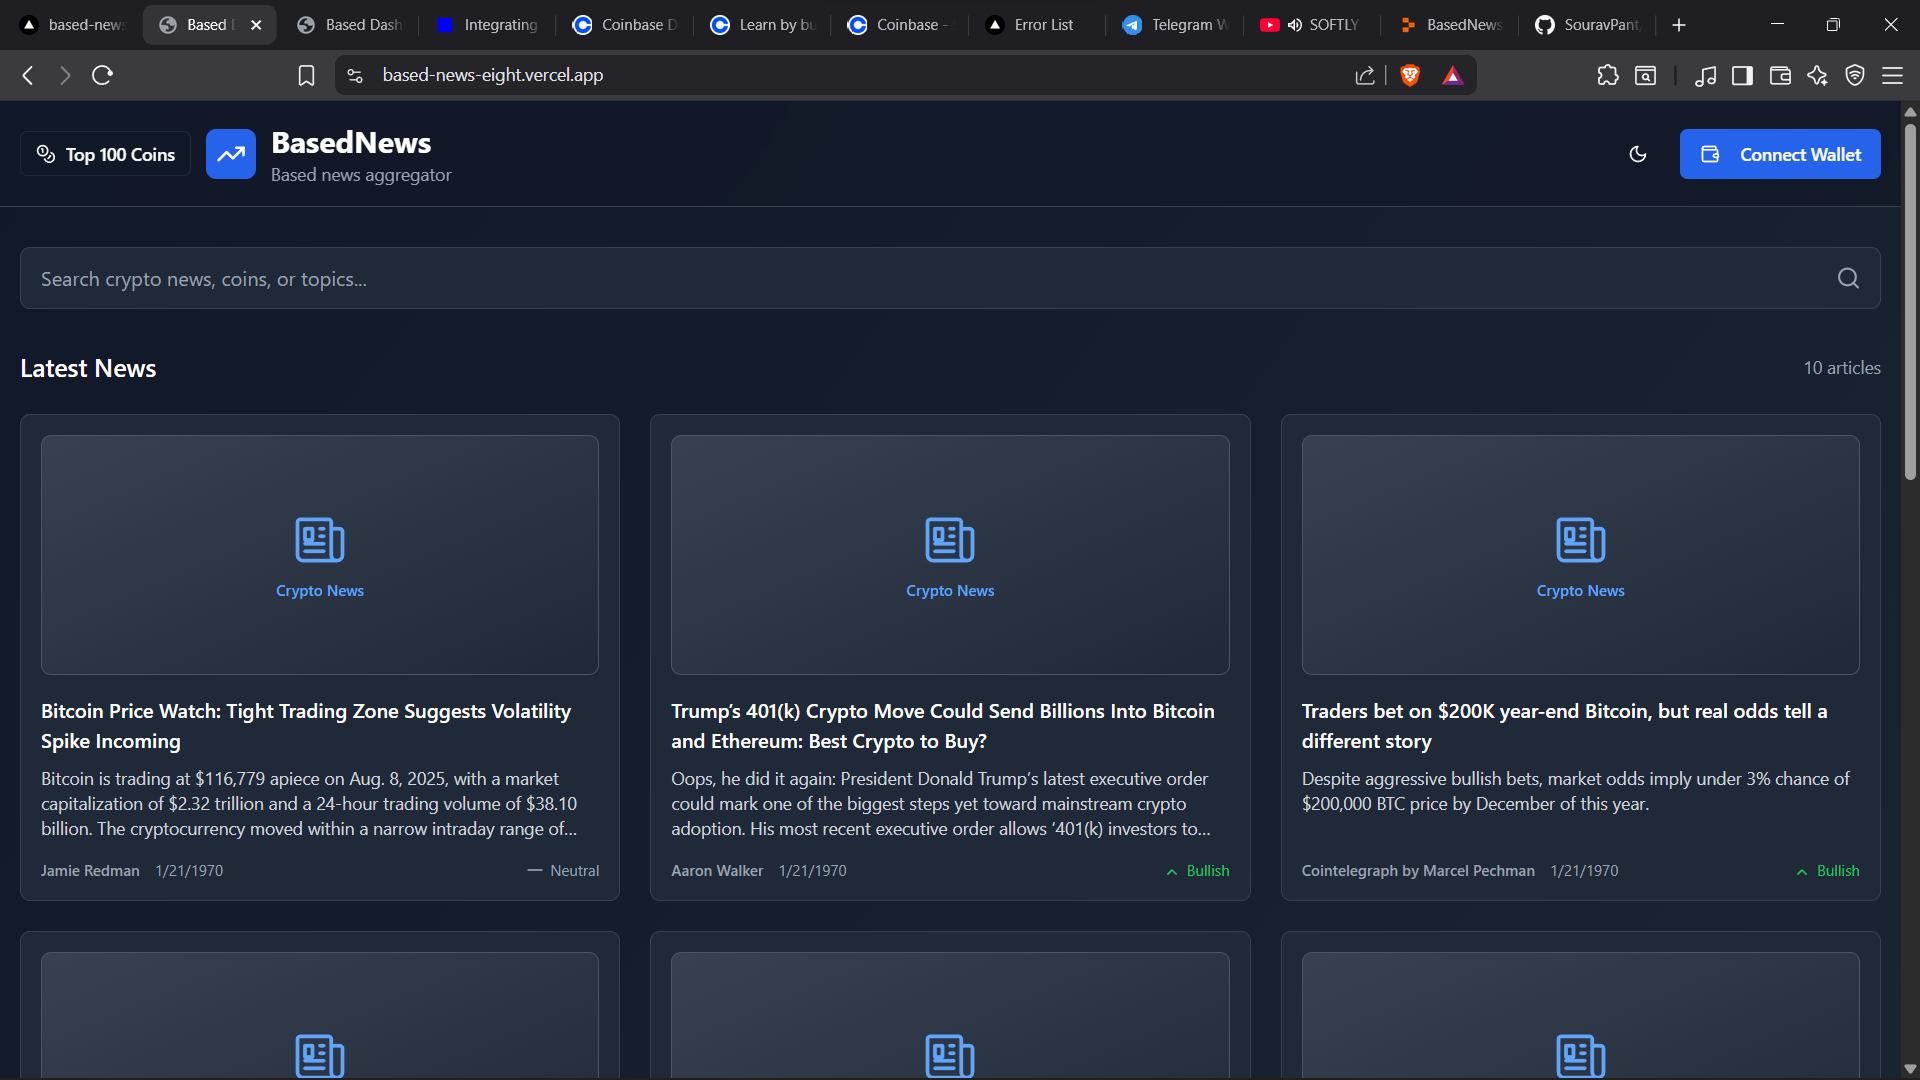 based-news
Based
Based Dash
Integrating
Coinbase D
Learn by bu
Coinbase -
Error List
Telegram W
SOFTLY
BasedNews
SouravPant
based-news-eight.vercel.app
Top 100 Coins
BasedNews
Based news aggregator
Connect Wallet
Search crypto news, coins, or topics...
Latest News
10 articles
Crypto News
Crypto News
Crypto News
Bitcoin Price Watch: Tight Trading Zone Suggests Volatility
Spike Incoming
Bitcoin is trading at $116,779 apiece on Aug. 8, 2025, with a market
capitalization of $2.32 trillion and a 24-hour trading volume of $38.10
billion. The cryptocurrency moved within a narrow intraday range of...
Jamie Redman 1/21/1970 Neutral
Trump’s 401(k) Crypto Move Could Send Billions Into Bitcoin
and Ethereum: Best Crypto to Buy?
Oops, he did it again: President Donald Trump’s latest executive order
could mark one of the biggest steps yet toward mainstream crypto
adoption. His most recent executive order allows ‘401(k) investors to...
Aaron Walker 1/21/1970 Bullish
Traders bet on $200K year-end Bitcoin, but real odds tell a
different story
Despite aggressive bullish bets, market odds imply under 3% chance of
$200,000 BTC price by December of this year.
Cointelegraph by Marcel Pechman 1/21/1970 Bullish